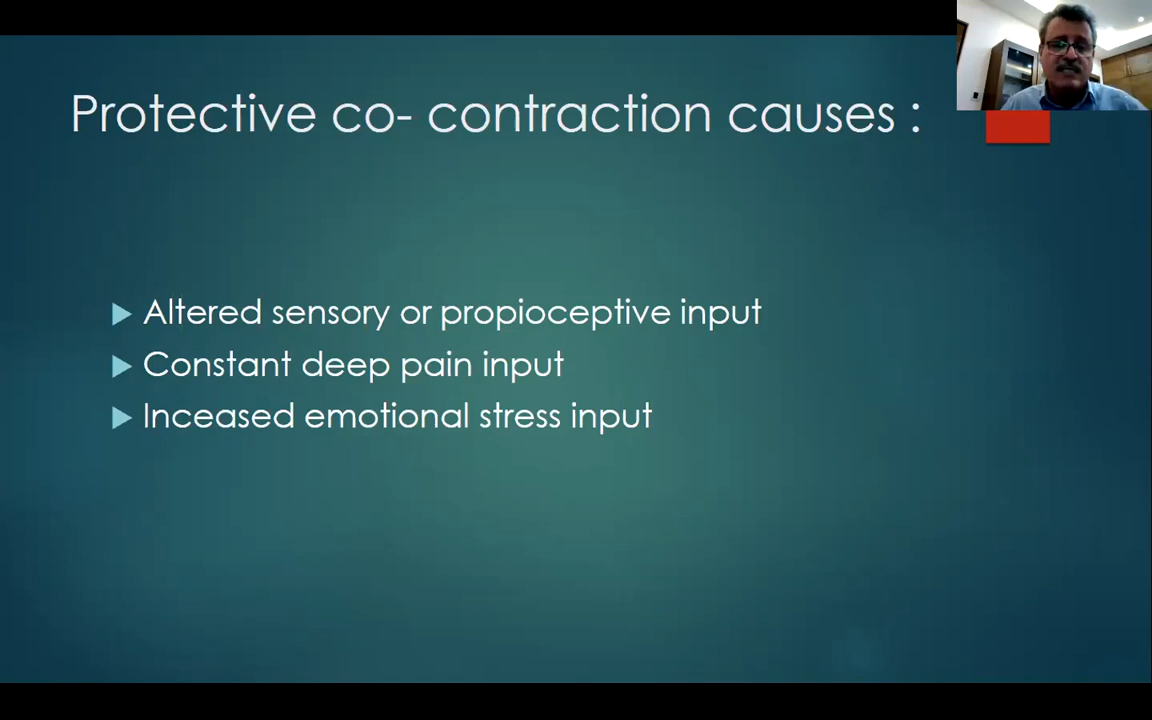 Protective co- contraction causes :
Altered sensory or propioceptive input
Constant deep pain input
Inceased emotional stress input